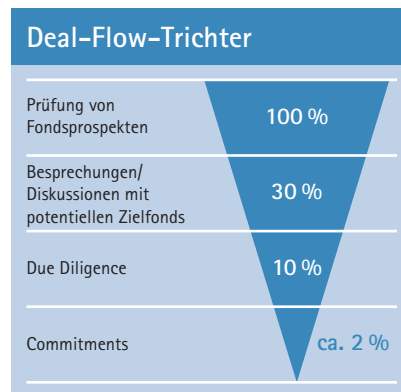 Deal-Flow-Trichter
Prüfung von
Fondsprospekten
100 %
Besprechungen/
Diskussionen mit
potentiellen Zielfonds
30 %
Due Diligence
10 %
Commitments
ca. 2 %